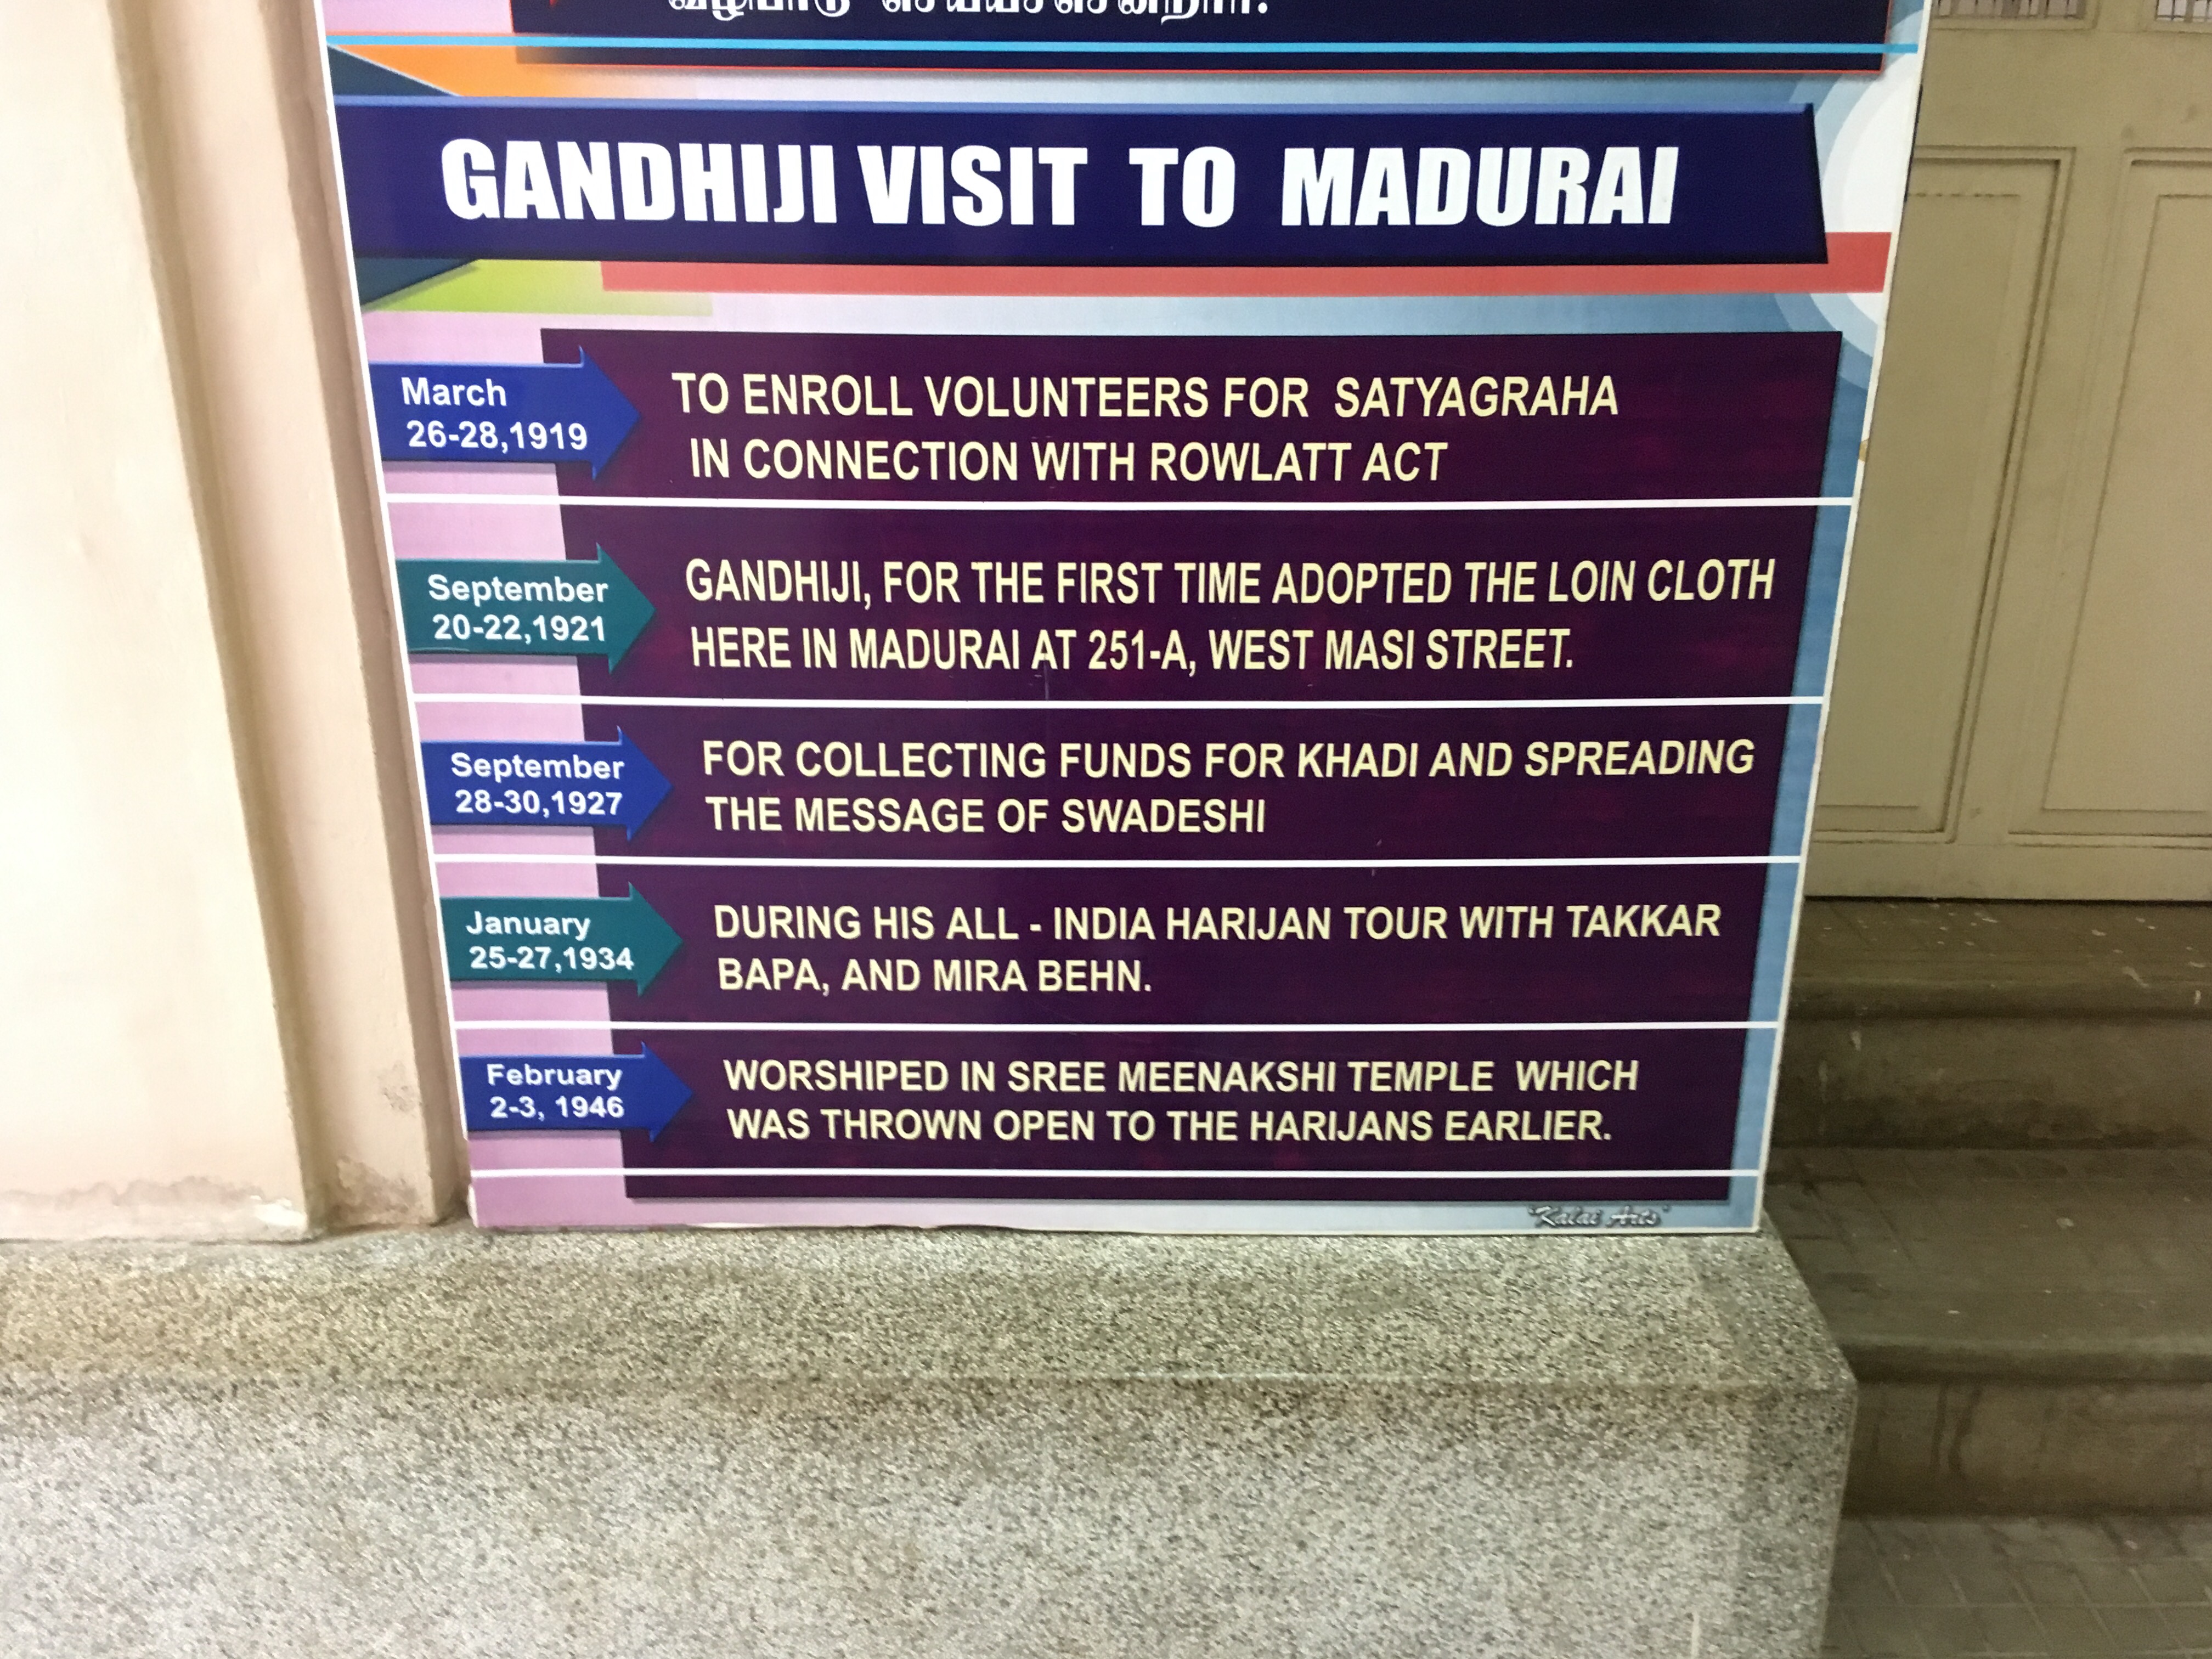 வழிபாடு செய்யச்சென்றார்.
GANDHIJI VISIT TO MADURAI
March
26-28,1919
TO ENROLL VOLUNTEERS FOR SATYAGRAHA
IN CONNECTION WITH ROWLATT ACT
September
20-22,1921
GANDHIJI, FOR THE FIRST TIME ADOPTED THE LOIN CLOTH
HERE IN MADURAI AT 251-A, WEST MASI STREET.
September
28-30,1927
FOR COLLECTING FUNDS FOR KHADI AND SPREADING
THE MESSAGE OF SWADESHI
January
25-27,1934
DURING HIS ALL - INDIA HARIJAN TOUR WITH TAKKAR
BAPA, AND MIRA BEHN.
February
2-3, 1946
WORSHIPED IN SREE MEENAKSHI TEMPLE WHICH
WAS THROWN OPEN TO THE HARIJANS EARLIER.
'Kalai Arts'